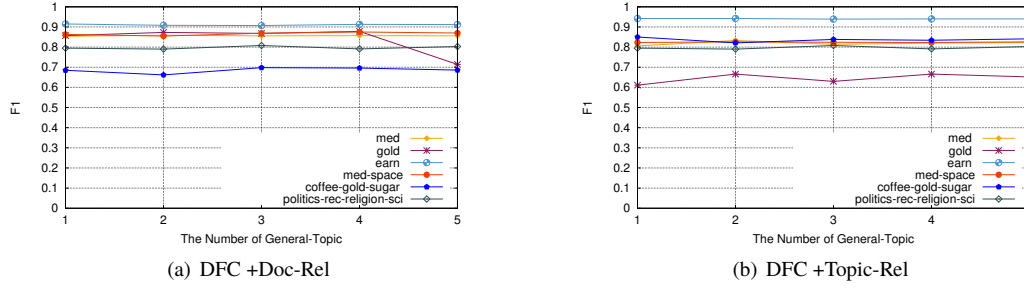 1
0.9
0.8
0.7
0.6
0.5
0.4
0.3
0.2
0.1
0
F1
med
gold
earn
med-space
coffee-gold-sugar
politics-rec-religion-sci
1 2 3 4 5
The Number of General-Topic
(a) DFC +Doc-Rel
1
0.9
0.8
0.7
0.6
0.5
0.4
0.3
0.2
0.1
0
F1
med
gold
earn
med-space
coffee-gold-sugar
politics-rec-religion-sci
1 2 3 4
The Number of General-Topic
(b) DFC +Topic-Rel